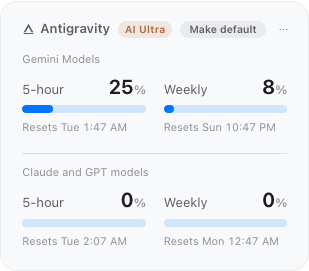 Antigravity AI Ultra Make default ...
Gemini Models
5-hour 25% Weekly 8%
Resets Tue 1:47 AM Resets Sun 10:47 PM
Claude and GPT models
5-hour 0% Weekly 0%
Resets Tue 2:07 AM Resets Mon 12:47 AM